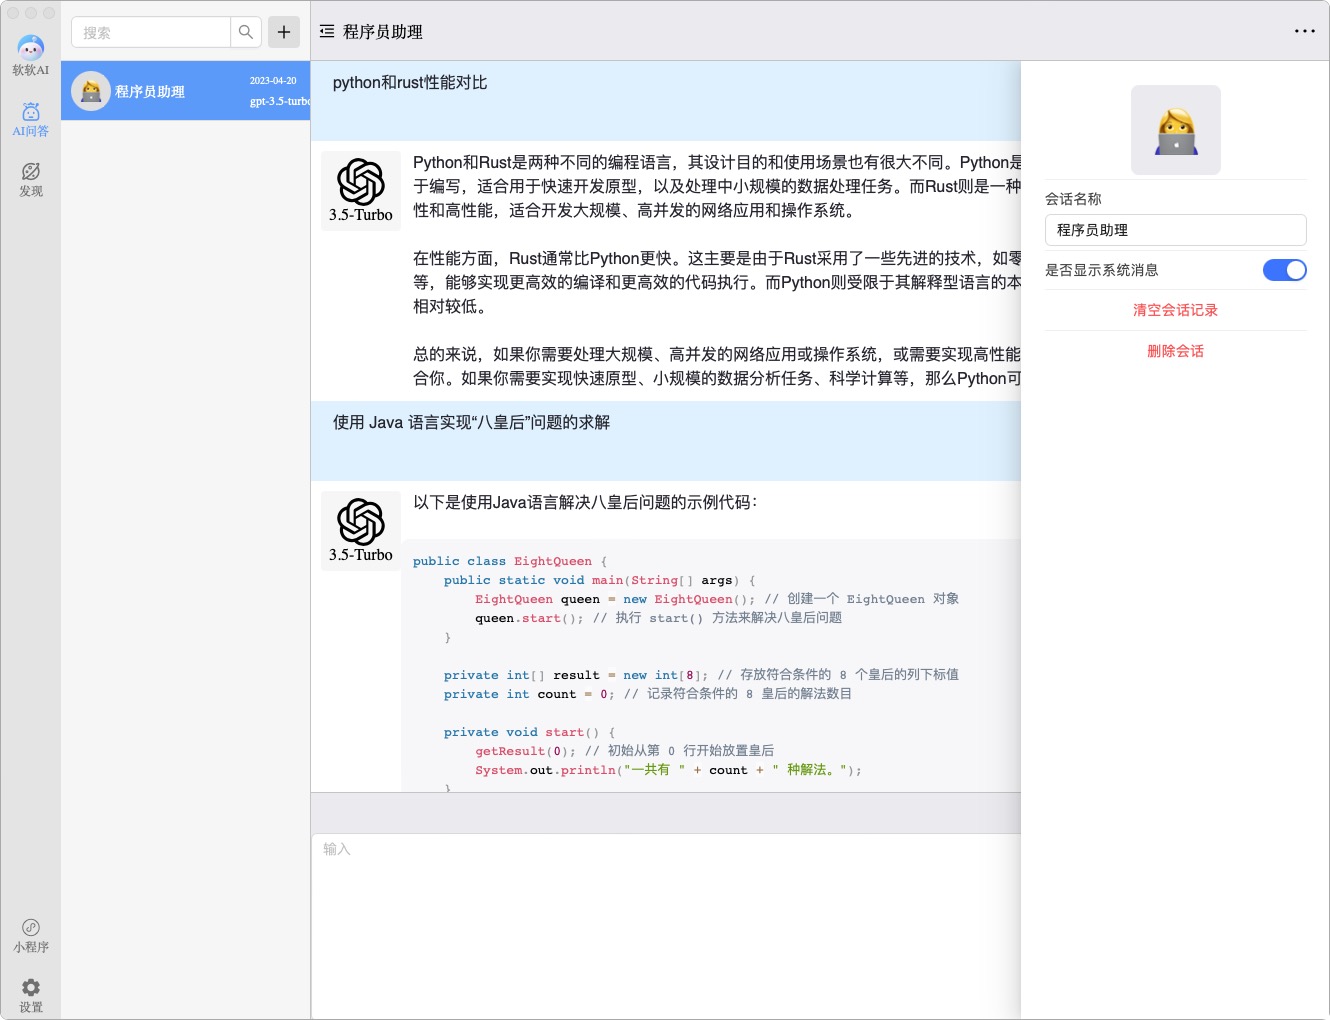 软软AI
AI问答
发现
小程序
设置
搜索
程序员助理
2023-04-20
gpt-3.5-turbo
程序员助理
python和rust性能对比
3.5-Turbo
Python和Rust是两种不同的编程语言，其设计目的和使用场景也有很大不同。Python是
于编写，适合用于快速开发原型，以及处理中小规模的数据处理任务。而Rust则是一种
性和高性能，适合开发大规模、高并发的网络应用和操作系统。
在性能方面，Rust通常比Python更快。这主要是由于Rust采用了一些先进的技术，如零
等，能够实现更高效的编译和更高效的代码执行。而Python则受限于其解释型语言的本
相对较低。
总的来说，如果你需要处理大规模、高并发的网络应用或操作系统，或需要实现高性能
合你。如果你需要实现快速原型、小规模的数据分析任务、科学计算等，那么Python可
使用 Java 语言实现“八皇后”问题的求解
3.5-Turbo
以下是使用Java语言解决八皇后问题的示例代码：
public class EightQueen {
    public static void main(String[] args) {
        EightQueen queen = new EightQueen(); // 创建一个 EightQueen 对象
        queen.start(); // 执行 start() 方法来解决八皇后问题
    }
    private int[] result = new int[8]; // 存放符合条件的 8 个皇后的列下标值
    private int count = 0; // 记录符合条件的 8 皇后的解法数目
    private void start() {
        getResult(0); // 初始从第 0 行开始放置皇后
        System.out.println("一共有 " + count + " 种解法。");
    }
输入
会话名称
程序员助理
是否显示系统消息
清空会话记录
删除会话